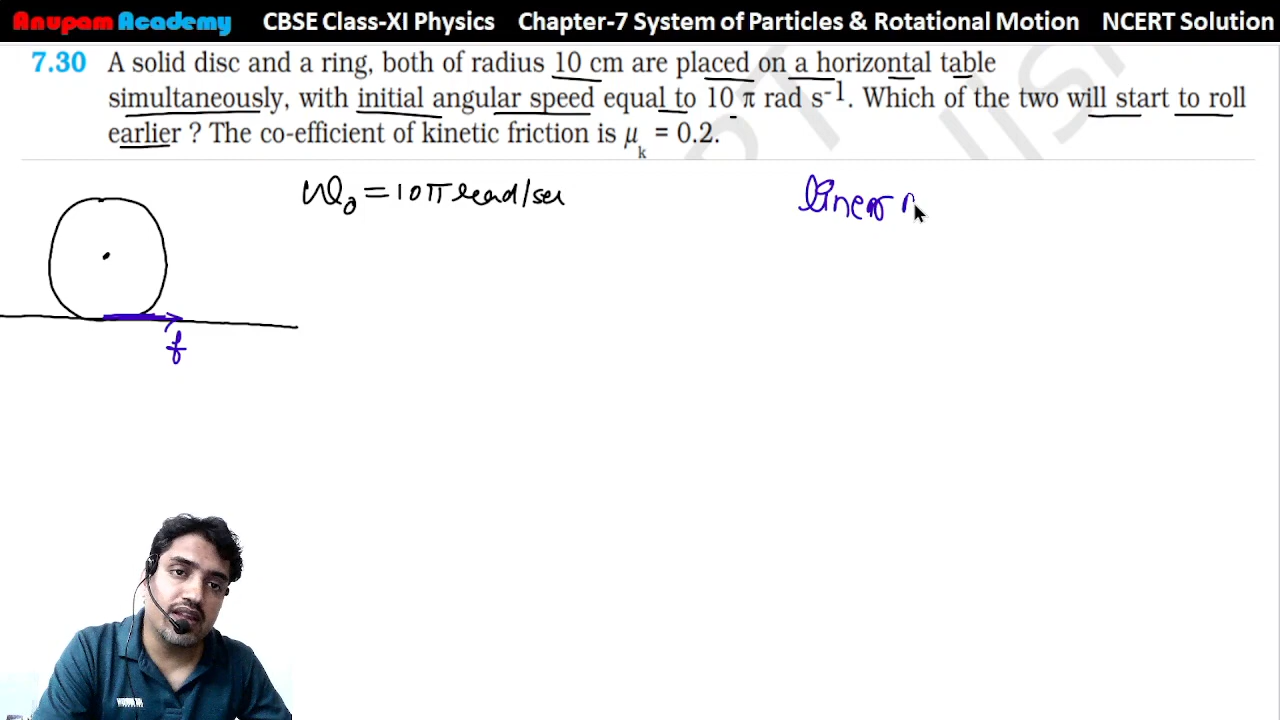 Anupam Academy CBSE Class-XI Physics Chapter-7 System of Particles & Rotational Motion NCERT Solution
7.30 A solid disc and a ring, both of radius 10 cm are placed on a horizontal table
simultaneously, with initial angular speed equal to 10 π rad s⁻¹. Which of the two will start to roll
earlier ? The co-efficient of kinetic friction is μₖ = 0.2.
ω₀ = 10π read/sec
linear
f